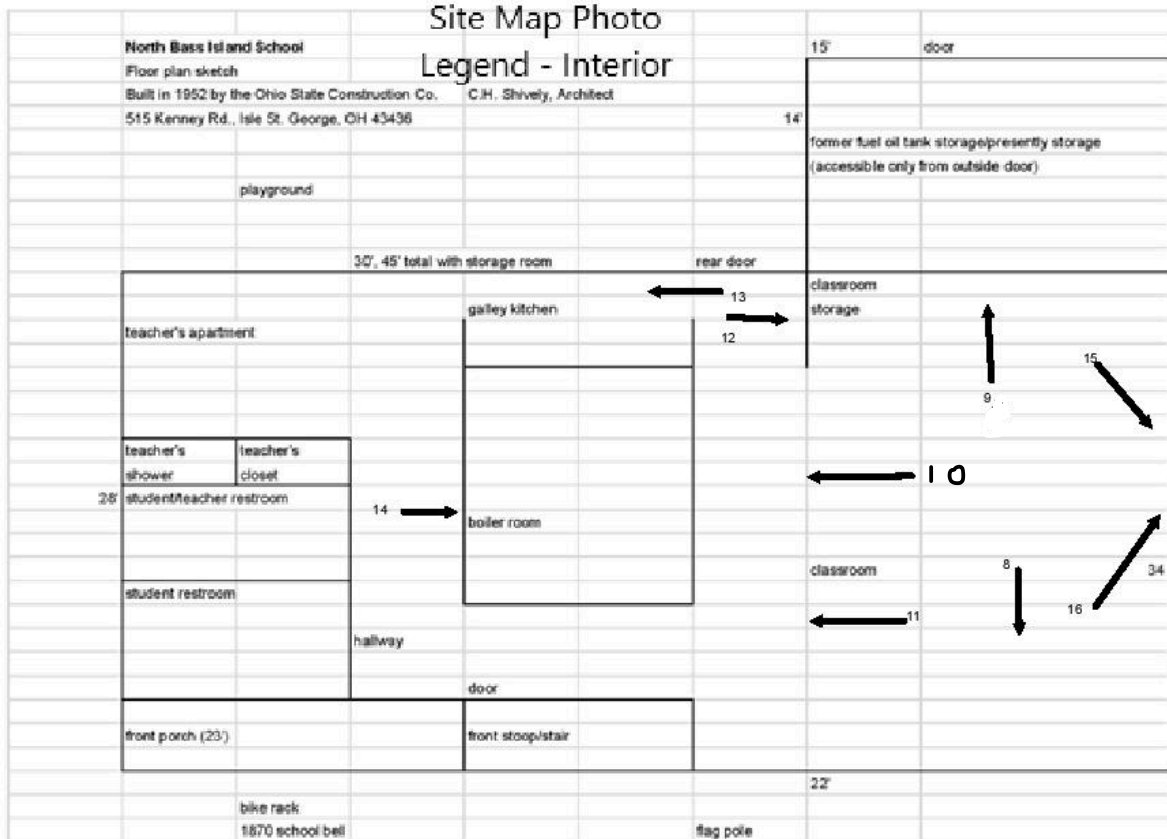 Site Map Photo
Legend - Interior
North Bass Island School
15' door
Floor plan sketch
Built in 1952 by the Ohio State Construction Co. C.H. Shively, Architect
515 Kenney Rd., Isle St. George, OH 43436
14'
former fuel oil tank storage/presently storage
(accessible only from outside door)
playground
30', 45' total with storage room
rear door
classroom
storage
13
galley kitchen
12
teacher's apartment
15
9
teacher's
shower
teacher's
closet
10
28'
student/teacher restroom
14
boiler room
classroom
8
34
student restroom
16
11
hallway
door
front porch (23')
front stoop/stair
22'
bike rack
1870 school bell
flag pole